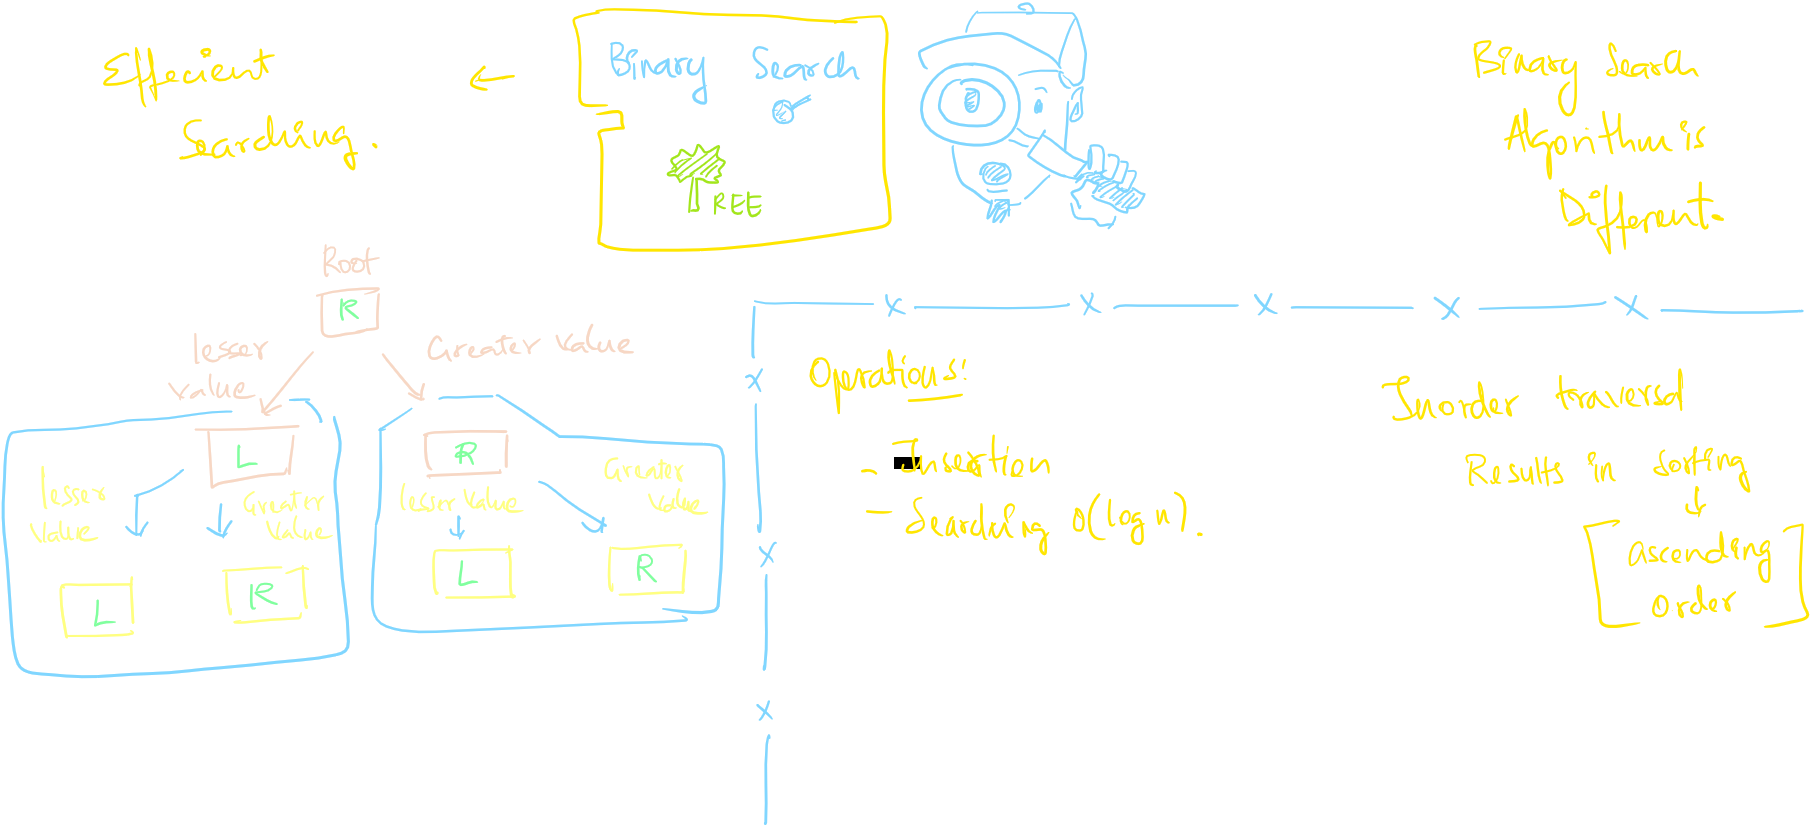 Effecient
Searching.
←
Binary Search
TREE
Binary Search
Algorithm is
Different.
Root
R
lesser
value
Greater value
L
R
lesser
value
Greater
value
lesser value
Greater
value
L
R
L
R
Operations:
- Insertion
- Searching O(log n).
Inorder traversal
Results in sorting
↓
[ascending
order]